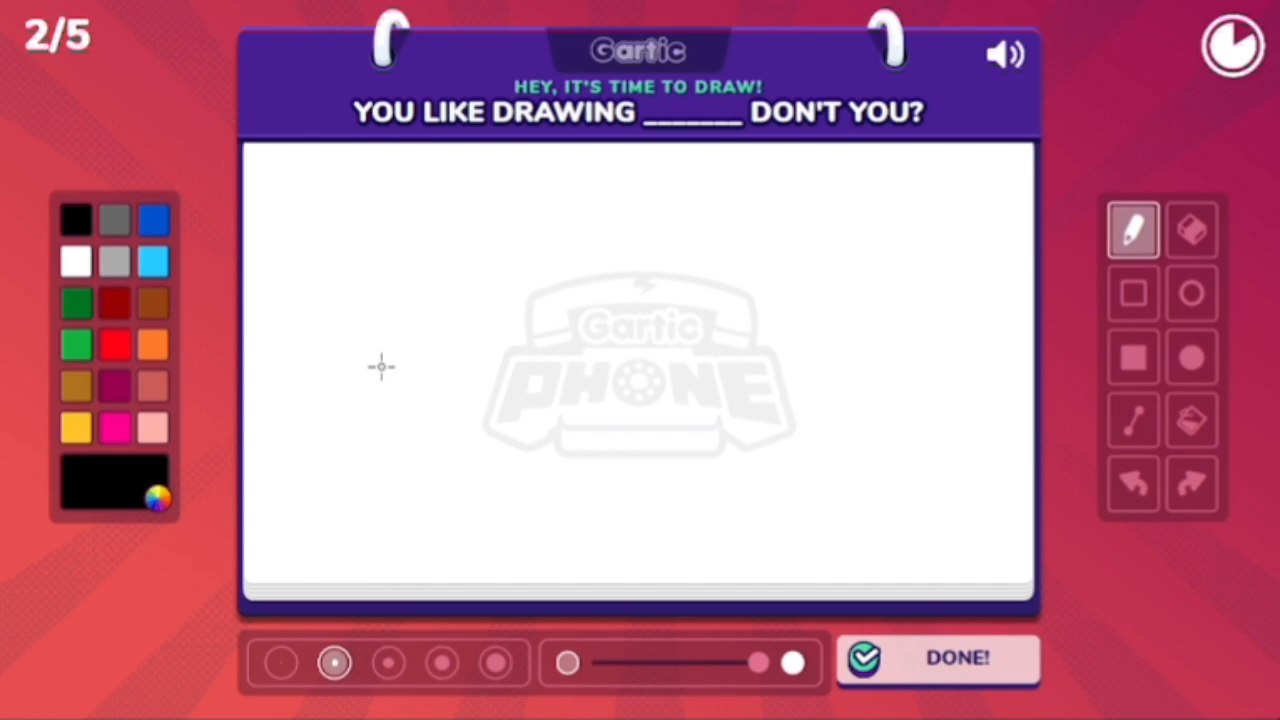 2/5
Gartic
HEY, IT'S TIME TO DRAW!
YOU LIKE DRAWING _______ DON'T YOU?
Gartic
PHONE
DONE!